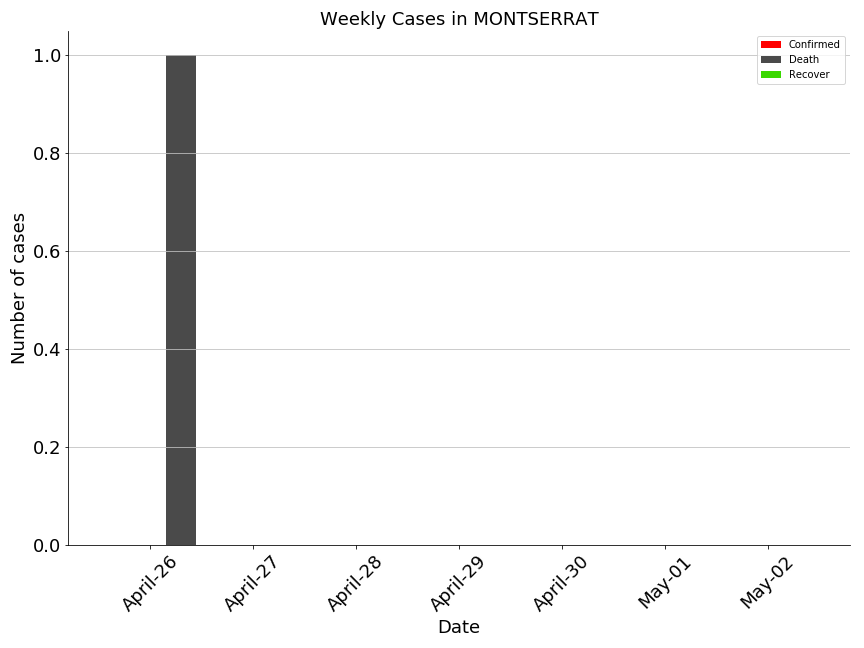 Weekly Cases in MONTSERRAT
Confirmed
Death
Recover
Number of cases
1.0
0.8
0.6
0.4
0.2
0.0
April-26
April-27
April-28
April-29
April-30
May-01
May-02
Date